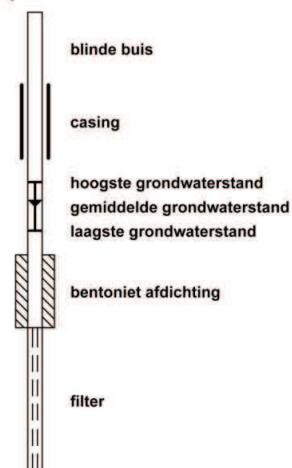 blinde buis
casing
hoogste grondwaterstand
gemiddelde grondwaterstand
laagste grondwaterstand
bentoniet afdichting
filter